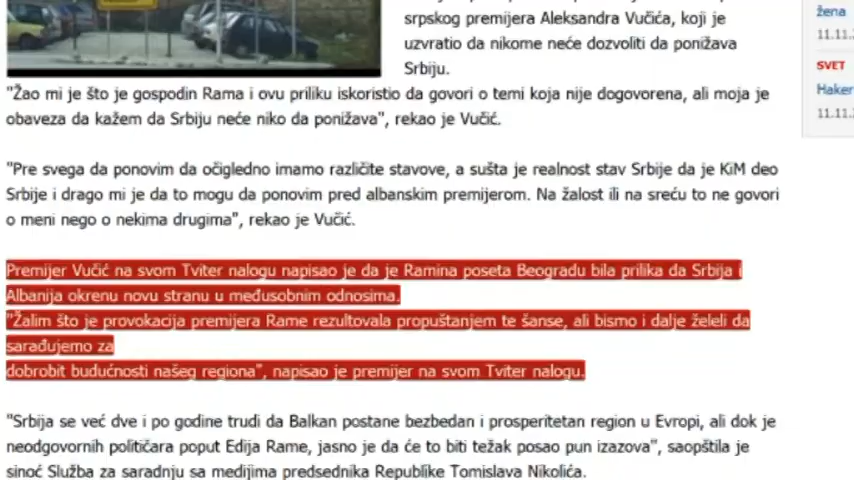 srpskog premijera Aleksandra Vučića, koji je
uzvratio da nikome neće dozvoliti da ponižava
Srbiju.
"Žao mi je što je gospodin Rama i ovu priliku iskoristio da govori o temi koja nije dogovorena, ali moja je
obaveza da kažem da Srbiju neće niko da ponižava", rekao je Vučić.
"Pre svega da ponovim da očigledno imamo različite stavove, a sušta je realnost stav Srbije da je KiM deo
Srbije i drago mi je da to mogu da ponovim pred albanskim premijerom. Na žalost ili na sreću to ne govori
o meni nego o nekima drugima", rekao je Vučić.
Premijer Vučić na svom Tviter nalogu napisao je da je Ramina poseta Beogradu bila prilika da Srbija i
Albanija okrenu novu stranu u međusobnim odnosima.
"Žalim što je provokacija premijera Rame rezultovala propuštanjem te šanse, ali bismo i dalje želeli da
sarađujemo za
dobrobit budućnosti našeg regiona", napisao je premijer na svom Tviter nalogu.
"Srbija se već dve i po godine trudi da Balkan postane bezbedan i prosperitetan region u Evropi, ali dok je
neodgovornih političara poput Edija Rame, jasno je da će to biti težak posao pun izazova", saopštila je
sinoć Služba za saradnju sa medijima predsednika Republike Tomislava Nikolića.
žena
11.11.
SVET
Haker
11.11.